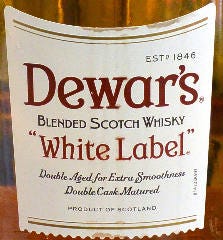 ESTD 1846
Dewar's
BLENDED SCOTCH WHISKY
"White Label"
Double Aged for Extra Smoothness
Double Cask Matured
PRODUCT OF SCOTLAND